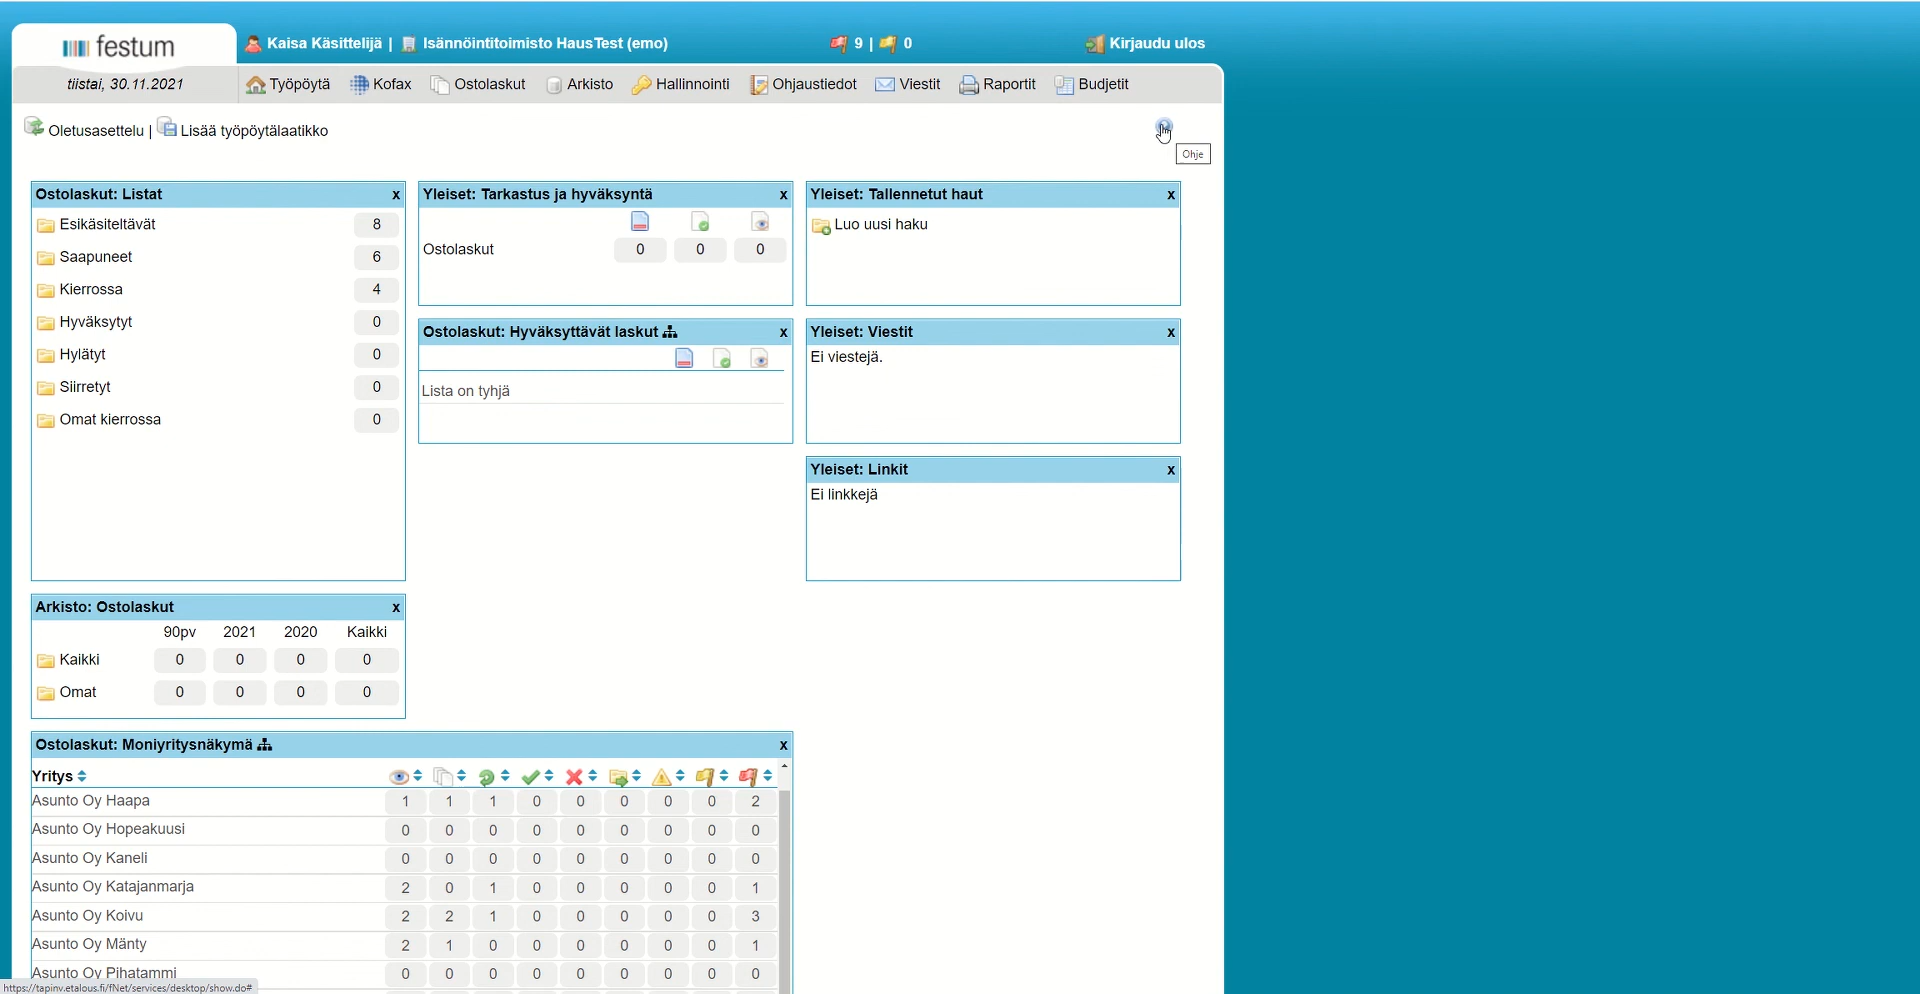 festum
Kaisa Käsittelijä | Isännöintitoimisto HausTest (emo)
9 | 0
Kirjaudu ulos
tiistai, 30.11.2021
Työpöytä Kofax Ostolaskut Arkisto Hallinnointi Ohjaustiedot Viestit Raportit Budjetit
Oletusasettelu | Lisää työpöytälaatikko
Ohje
Ostolaskut: Listat x
Esikäsiteltävät 8
Saapuneet 6
Kierrossa 4
Hyväksytyt 0
Hylätyt 0
Siirretyt 0
Omat kierrossa 0
Yleiset: Tarkastus ja hyväksyntä x
Ostolaskut 0 0 0
Yleiset: Tallennetut haut x
Luo uusi haku
Ostolaskut: Hyväksyttävät laskut x
Lista on tyhjä
Yleiset: Viestit x
Ei viestejä.
Yleiset: Linkit x
Ei linkkejä
Arkisto: Ostolaskut x
90pv 2021 2020 Kaikki
Kaikki 0 0 0 0
Omat 0 0 0 0
Ostolaskut: Moniyritysnäkymä x
Yritys
Asunto Oy Haapa 1 1 1 0 0 0 0 0 2
Asunto Oy Hopeakuusi 0 0 0 0 0 0 0 0 0
Asunto Oy Kaneli 0 0 0 0 0 0 0 0 0
Asunto Oy Katajanmarja 2 0 1 0 0 0 0 0 1
Asunto Oy Koivu 2 2 1 0 0 0 0 0 3
Asunto Oy Mänty 2 1 0 0 0 0 0 0 1
Asunto Oy Pihatammi 0 0 0 0 0 0 0 0 0
https://tapinv.etalous.fi/fNet/services/desktop/show.do#